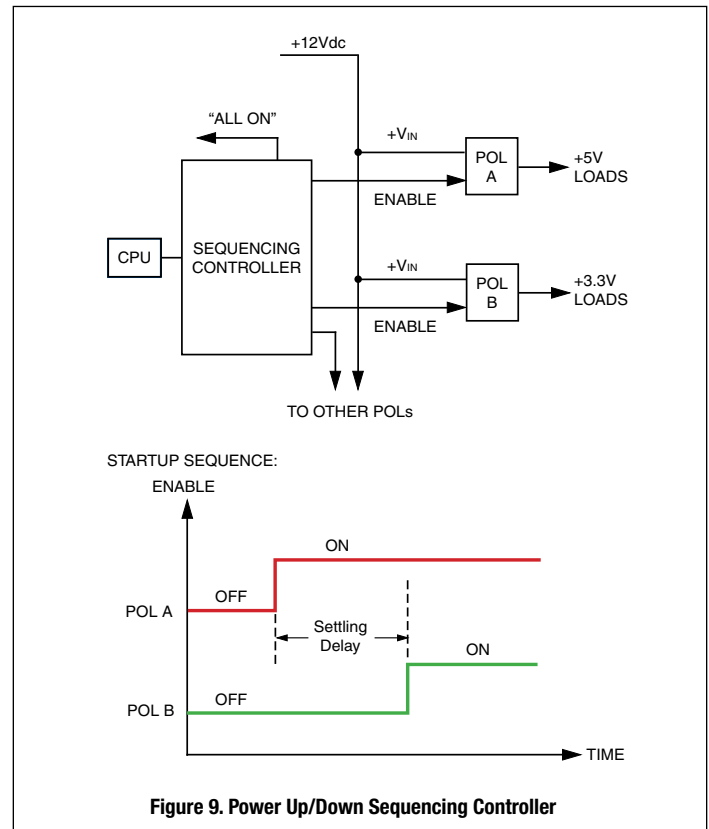 +12Vdc
“ALL ON”
+VIN
POL
A
+5V
LOADS
ENABLE
CPU
SEQUENCING
CONTROLLER
+VIN
POL
B
+3.3V
LOADS
ENABLE
TO OTHER POLs
STARTUP SEQUENCE:
ENABLE
ON
OFF
POL A
Settling
Delay
ON
OFF
POL B
TIME
Figure 9. Power Up/Down Sequencing Controller